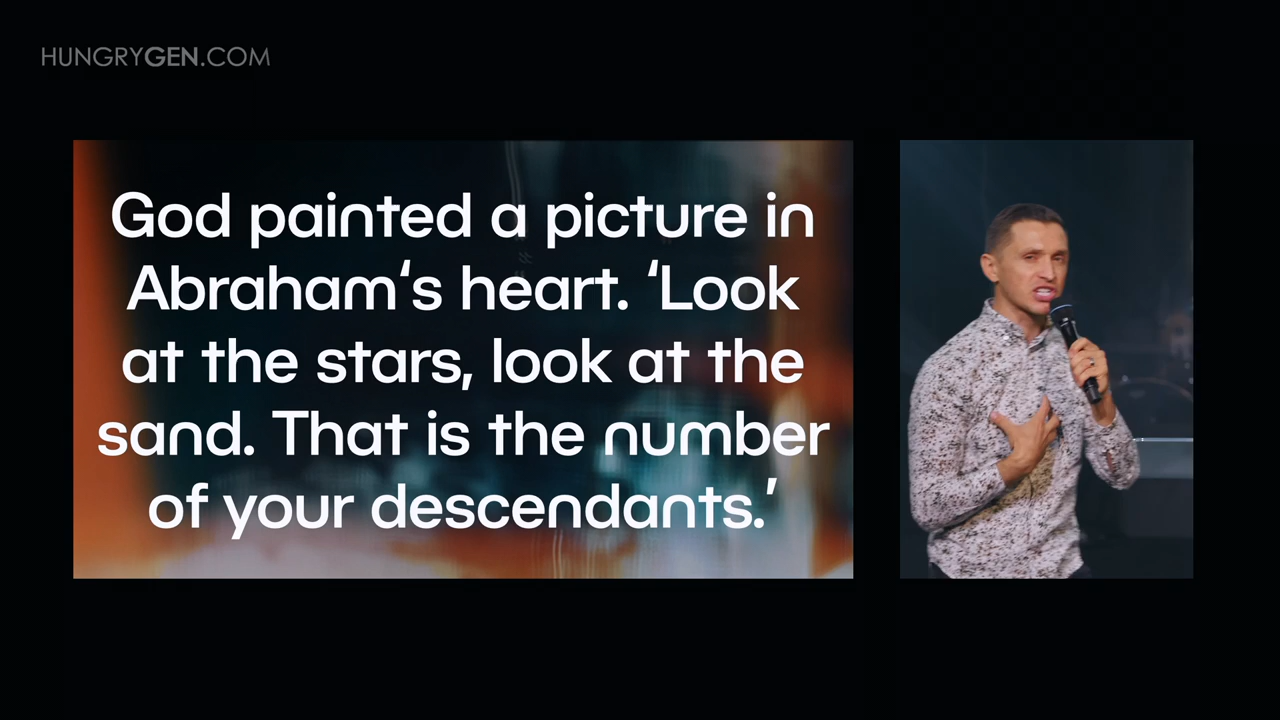 HUNGRYGEN.COM
God painted a picture in
Abraham‘s heart. ‘Look
at the stars, look at the
sand. That is the number
of your descendants.’